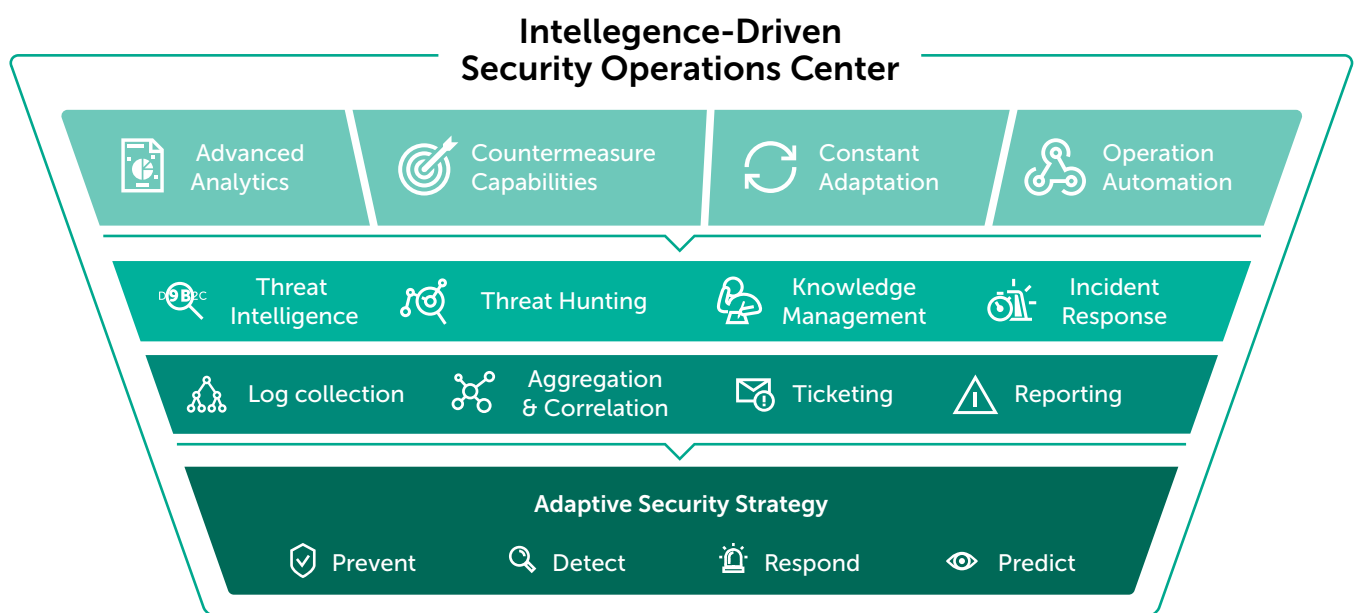 Intellegence-Driven
Security Operations Center
Advanced
Analytics
Countermeasure
Capabilities
Constant
Adaptation
Operation
Automation
D9B2C
Threat
Intelligence
Threat Hunting
Knowledge
Management
Incident
Response
Log collection
Aggregation
& Correlation
Ticketing
Reporting
Adaptive Security Strategy
Prevent
Detect
Respond
Predict